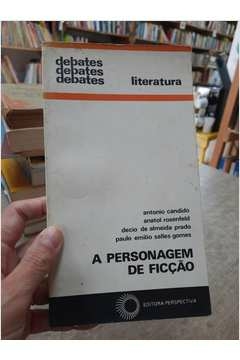 debates
debates
debates
literatura
antonio candido
anatol rosenfeld
decio de almeida prado
paulo emilio salles gomes
A PERSONAGEM
DE FICÇÃO
EDITORA PERSPECTIVA